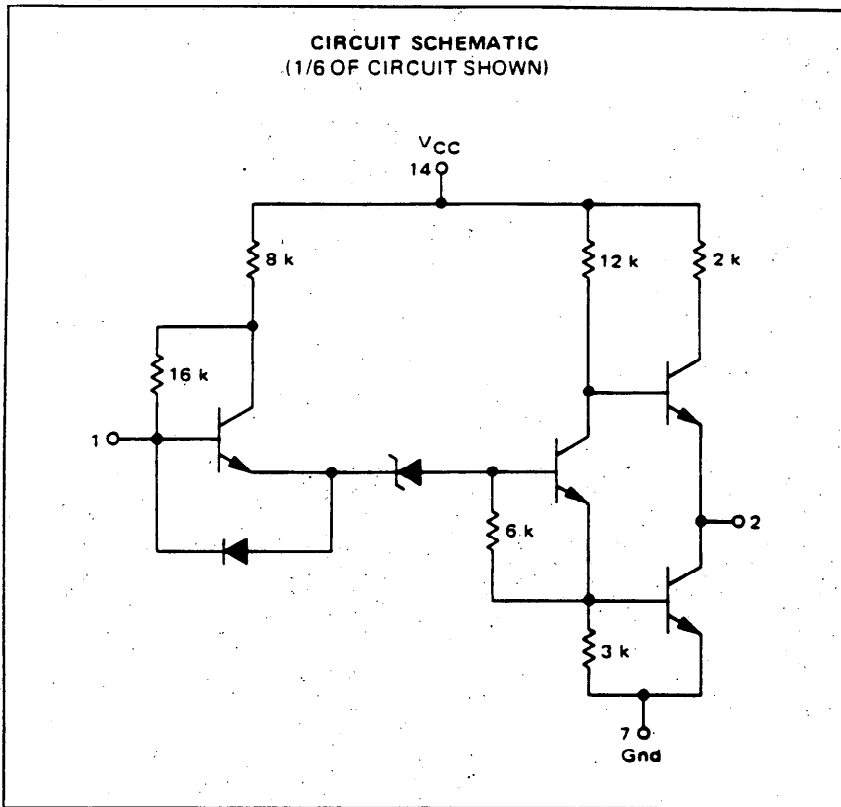 CIRCUIT SCHEMATIC
(1/6 OF CIRCUIT SHOWN)
VCC
14
8 k
12 k
2 k
16 k
1
6 k
2
3 k
7
Gnd